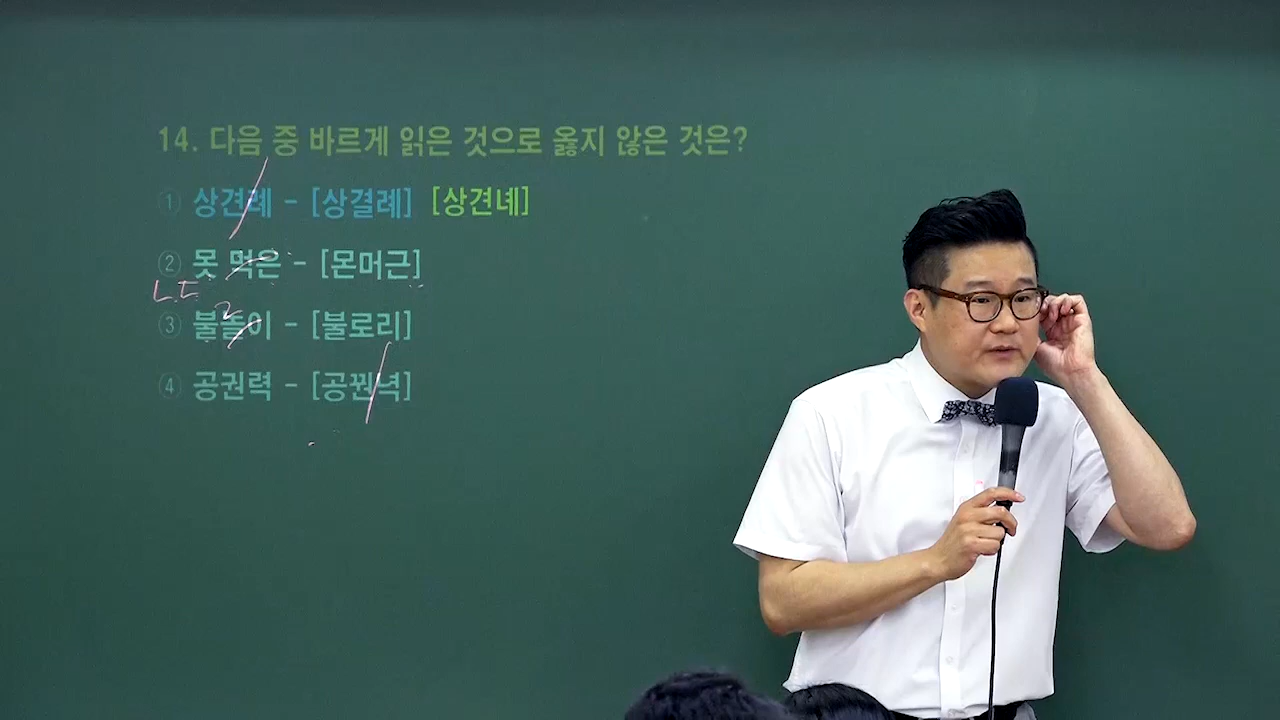 14. 다음 중 바르게 읽은 것으로 옳지 않은 것은?
① 상견례 - [상결례] [상견녜]
② 못 먹은 - [몬머근]
ㄴㄷ ㄹ
③ 불돌이 - [불로리]
④ 공권력 - [공꿘녁]